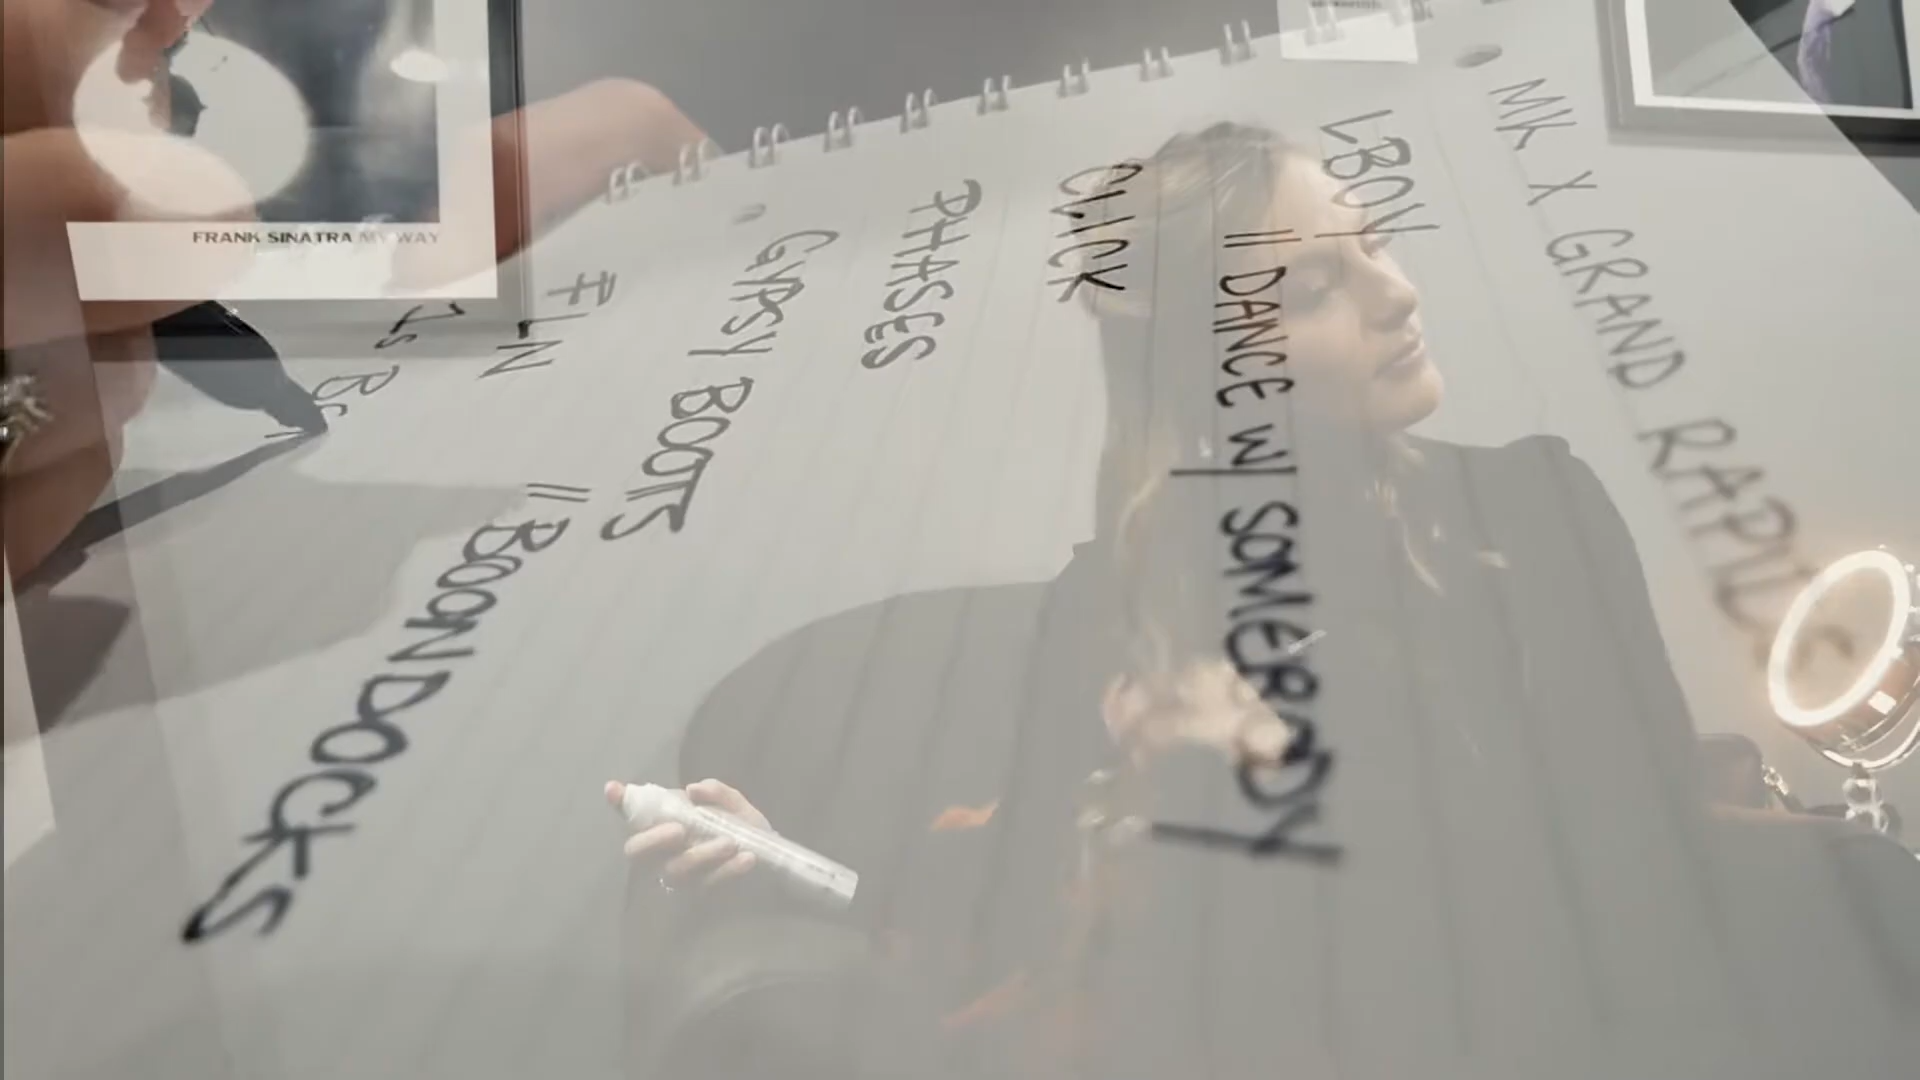 FRANK SINATRA MY WAY
MK X GRAND RAPIDS
LBOY
// DANCE W/ SOMEBODY
CLICK
PHASES
GYPSY BOOTS
// BOONDOCKS
FLN